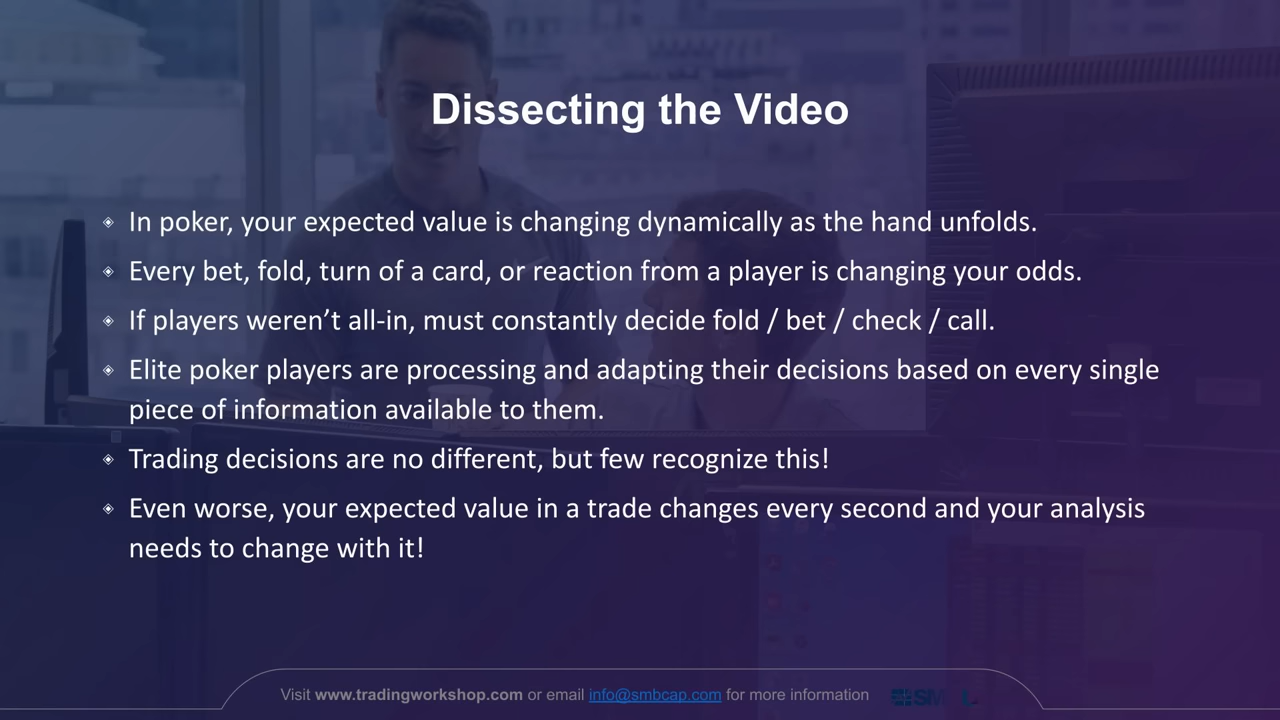 Dissecting the Video
In poker, your expected value is changing dynamically as the hand unfolds.
Every bet, fold, turn of a card, or reaction from a player is changing your odds.
If players weren’t all-in, must constantly decide fold / bet / check / call.
Elite poker players are processing and adapting their decisions based on every single
piece of information available to them.
Trading decisions are no different, but few recognize this!
Even worse, your expected value in a trade changes every second and your analysis
needs to change with it!
Visit www.tradingworkshop.com or email info@smbcap.com for more information